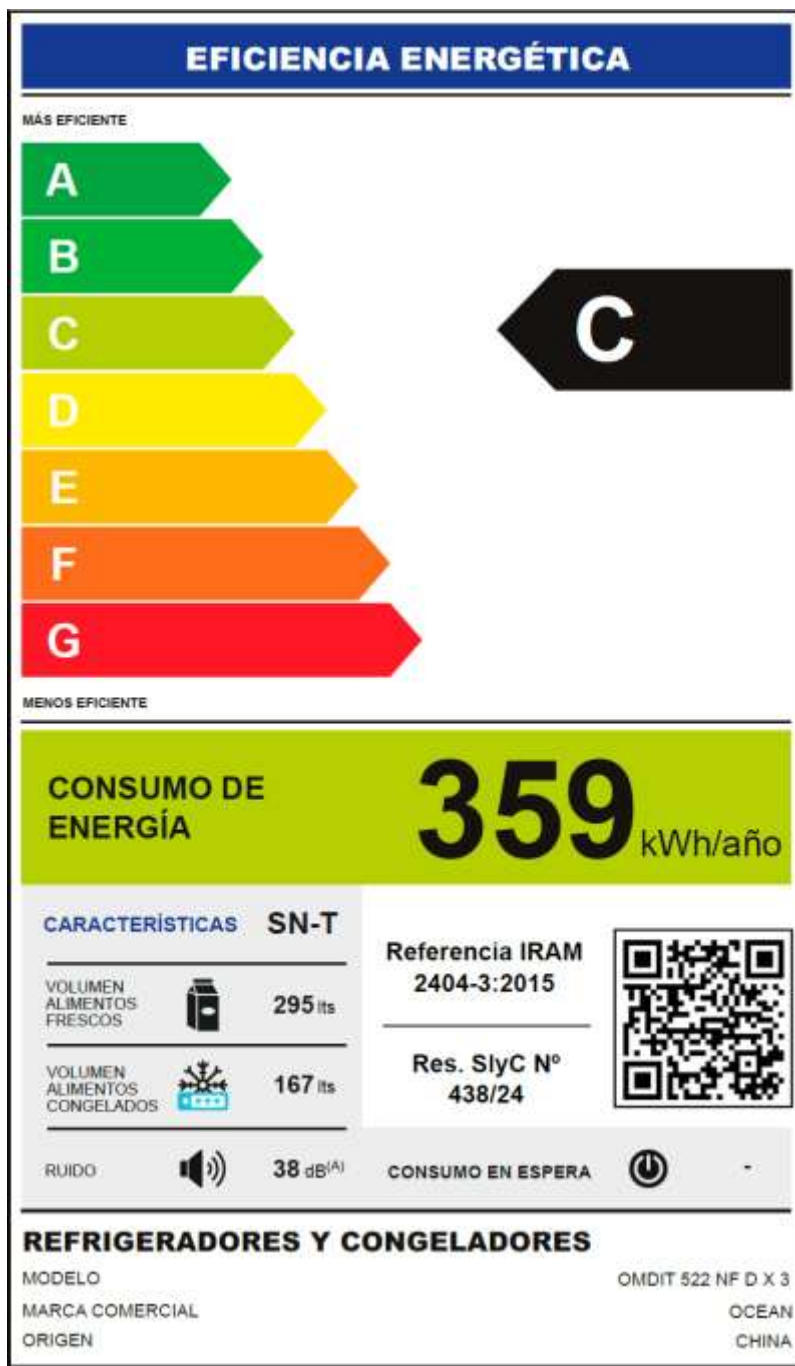 EFICIENCIA ENERGÉTICA
MÁS EFICIENTE
A
B
C
C
D
E
F
G
MENOS EFICIENTE
CONSUMO DE
ENERGÍA
359 kWh/año
CARACTERÍSTICAS SN-T
VOLUMEN
ALIMENTOS
FRESCOS
295 lts
VOLUMEN
ALIMENTOS
CONGELADOS
167 lts
RUIDO
38 dB(A)
Referencia IRAM
2404-3:2015
Res. SIyC Nº
438/24
CONSUMO EN ESPERA -
REFRIGERADORES Y CONGELADORES
MODELO OMDIT 522 NF D X 3
MARCA COMERCIAL OCEAN
ORIGEN CHINA